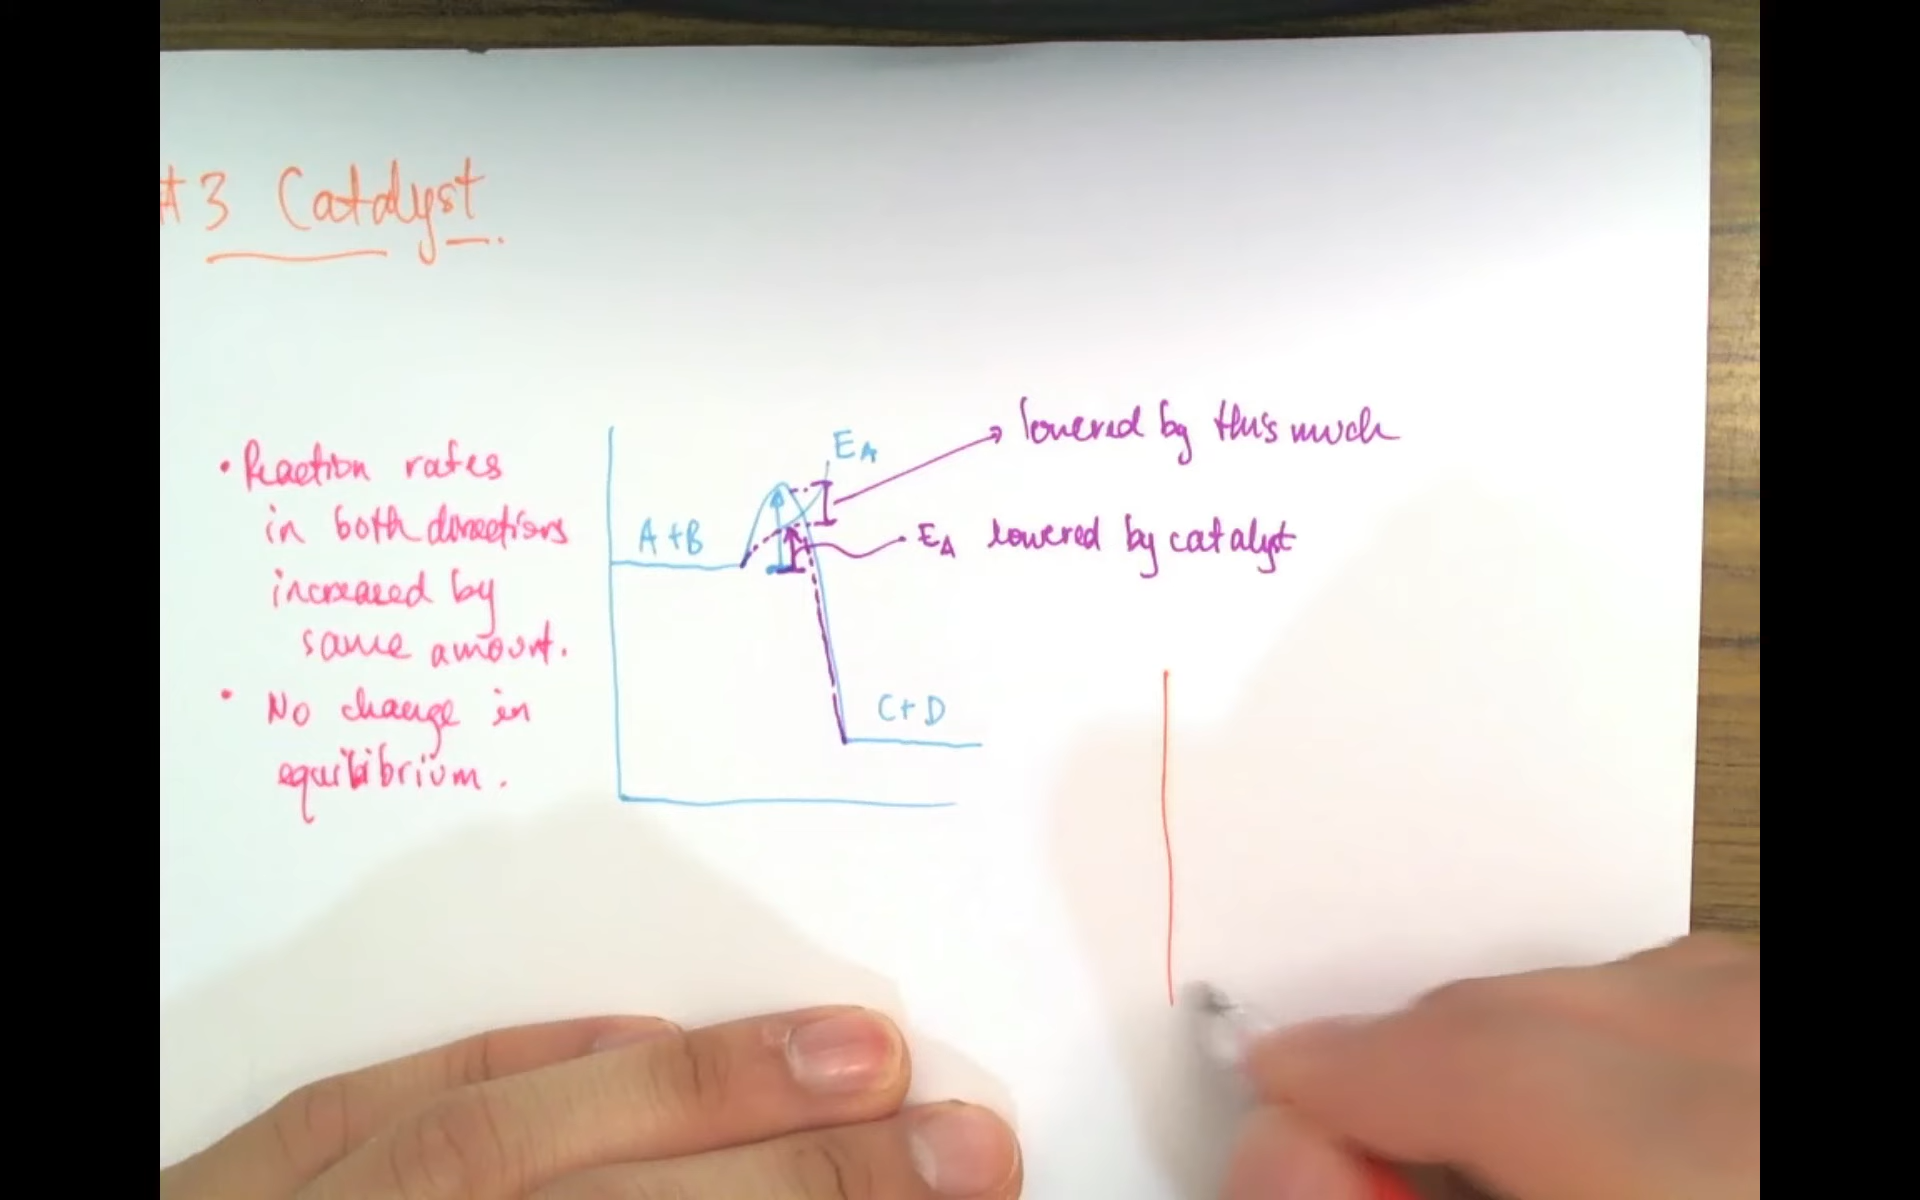 #3 Catalyst
• Reaction rates
in both directions
increased by
same amount.
• No change in
equilibrium.
A+B
EA
C+D
lowered by this much
EA lowered by catalyst